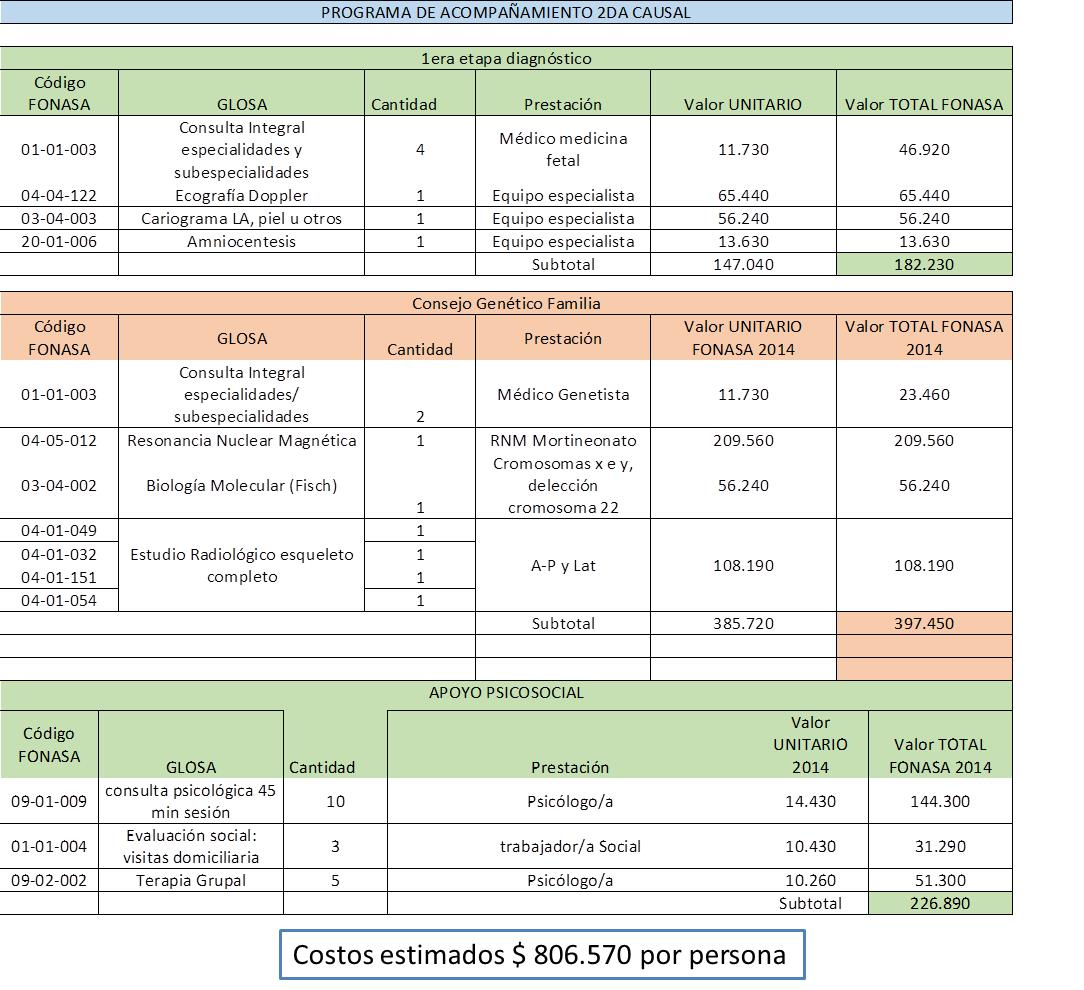 PROGRAMA DE ACOMPAÑAMIENTO 2DA CAUSAL
1era etapa diagnóstico
Código FONASA GLOSA Cantidad Prestación Valor UNITARIO Valor TOTAL FONASA
01-01-003 Consulta Integral especialidades y subespecialidades 4 Médico medicina fetal 11.730 46.920
04-04-122 Ecografía Doppler 1 Equipo especialista 65.440 65.440
03-04-003 Cariograma LA, piel u otros 1 Equipo especialista 56.240 56.240
20-01-006 Amniocentesis 1 Equipo especialista 13.630 13.630
Subtotal 147.040 182.230
Consejo Genético Familia
Código FONASA GLOSA Cantidad Prestación Valor UNITARIO FONASA 2014 Valor TOTAL FONASA 2014
01-01-003 Consulta Integral especialidades/ subespecialidades 2 Médico Genetista 11.730 23.460
04-05-012 Resonancia Nuclear Magnética 1 RNM Mortineonato 209.560 209.560
03-04-002 Biología Molecular (Fisch) 1 Cromosomas x e y, delección cromosoma 22 56.240 56.240
04-01-049 1
04-01-032 Estudio Radiológico esqueleto completo 1 A-P y Lat 108.190 108.190
04-01-151 1
04-01-054 1
Subtotal 385.720 397.450
APOYO PSICOSOCIAL
Código FONASA GLOSA Cantidad Prestación Valor UNITARIO 2014 Valor TOTAL FONASA 2014
09-01-009 consulta psicológica 45 min sesión 10 Psicólogo/a 14.430 144.300
01-01-004 Evaluación social: visitas domiciliaria 3 trabajador/a Social 10.430 31.290
09-02-002 Terapia Grupal 5 Psicólogo/a 10.260 51.300
Subtotal 226.890
Costos estimados $ 806.570 por persona